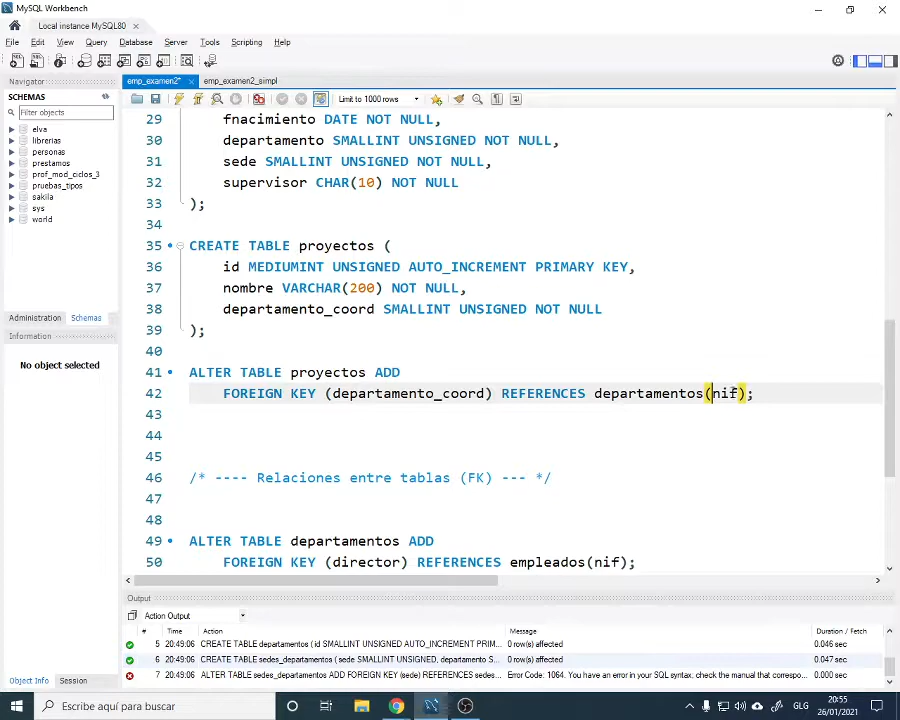 MySQL Workbench
Local instance MySQL80 ×
File Edit View Query Database Server Tools Scripting Help
Navigator
SCHEMAS
Filter objects
elva
librerias
personas
prestamos
prof_mod_ciclos_3
pruebas_tipos
sakila
sys
world
Administration Schemas
Information
No object selected
Object Info Session
emp_examen2* × emp_examen2_simpl
Limit to 1000 rows
29 fnacimiento DATE NOT NULL,
30 departamento SMALLINT UNSIGNED NOT NULL,
31 sede SMALLINT UNSIGNED NOT NULL,
32 supervisor CHAR(10) NOT NULL
33 );
34
35 CREATE TABLE proyectos (
36 id MEDIUMINT UNSIGNED AUTO_INCREMENT PRIMARY KEY,
37 nombre VARCHAR(200) NOT NULL,
38 departamento_coord SMALLINT UNSIGNED NOT NULL
39 );
40
41 ALTER TABLE proyectos ADD
42 FOREIGN KEY (departamento_coord) REFERENCES departamentos(nif);
43
44
45
46 /* ---- Relaciones entre tablas (FK) --- */
47
48
49 ALTER TABLE departamentos ADD
50 FOREIGN KEY (director) REFERENCES empleados(nif);
Output
Action Output
# Time Action Message Duration / Fetch
5 20:49:06 CREATE TABLE departamentos ( id SMALLINT UNSIGNED AUTO_INCREMENT PRIM... 0 row(s) affected 0.046 sec
6 20:49:06 CREATE TABLE sedes_departamentos ( sede SMALLINT UNSIGNED, departamento S... 0 row(s) affected 0.047 sec
7 20:49:06 ALTER TABLE sedes_departamentos ADD FOREIGN KEY (sede) REFERENCES sedes... Error Code: 1064. You have an error in your SQL syntax; check the manual that correspo... 0.000 sec
Escribe aquí para buscar
GLG
20:55
26/01/2021